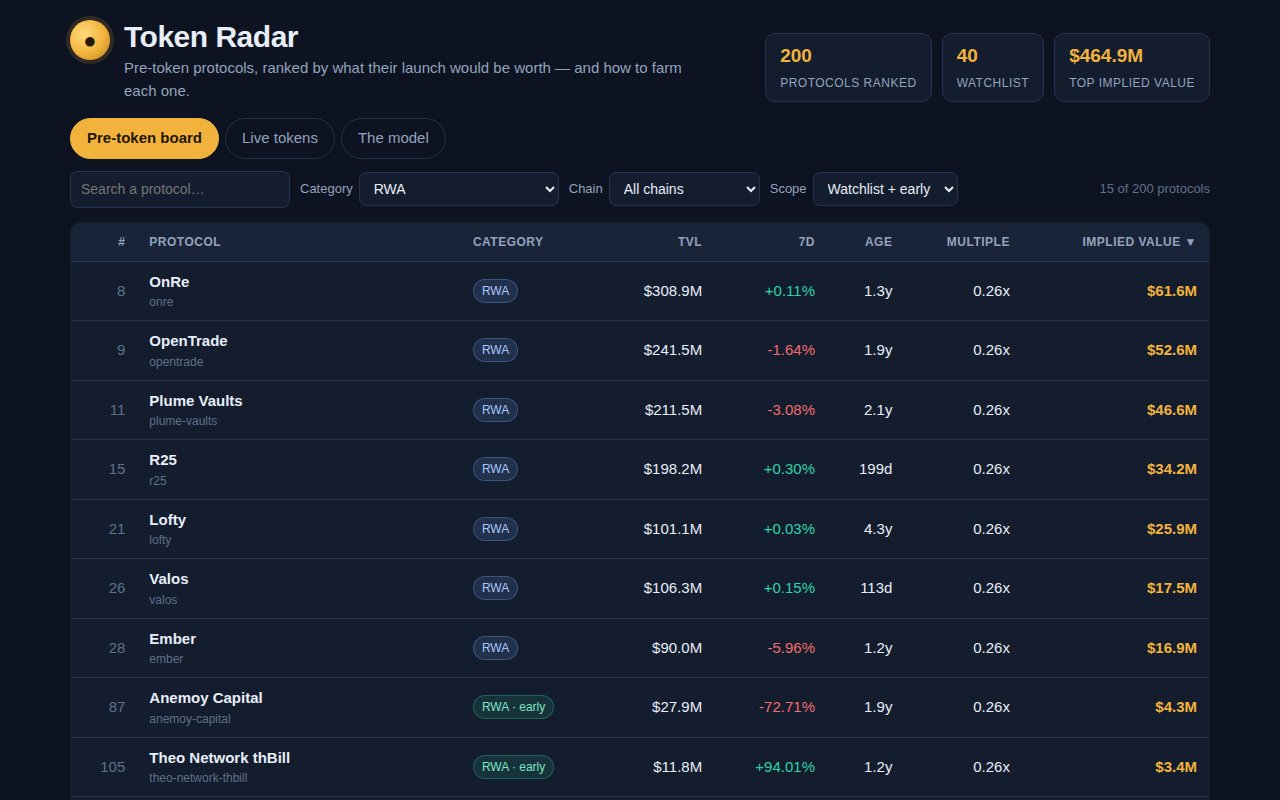 Token Radar
Pre-token protocols, ranked by what their launch would be worth — and how to farm
each one.
200
PROTOCOLS RANKED
40
WATCHLIST
$464.9M
TOP IMPLIED VALUE
Pre-token board
Live tokens
The model
Search a protocol…
Category
RWA
Chain
All chains
Scope
Watchlist + early
15 of 200 protocols
# PROTOCOL CATEGORY TVL 7D AGE MULTIPLE IMPLIED VALUE ▼
8 OnRe RWA $308.9M +0.11% 1.3y 0.26x $61.6M
onre
9 OpenTrade RWA $241.5M -1.64% 1.9y 0.26x $52.6M
opentrade
11 Plume Vaults RWA $211.5M -3.08% 2.1y 0.26x $46.6M
plume-vaults
15 R25 RWA $198.2M +0.30% 199d 0.26x $34.2M
r25
21 Lofty RWA $101.1M +0.03% 4.3y 0.26x $25.9M
lofty
26 Valos RWA $106.3M +0.15% 113d 0.26x $17.5M
valos
28 Ember RWA $90.0M -5.96% 1.2y 0.26x $16.9M
ember
87 Anemoy Capital RWA · early $27.9M -72.71% 1.9y 0.26x $4.3M
anemoy-capital
105 Theo Network thBill RWA · early $11.8M +94.01% 1.2y 0.26x $3.4M
theo-network-thbill